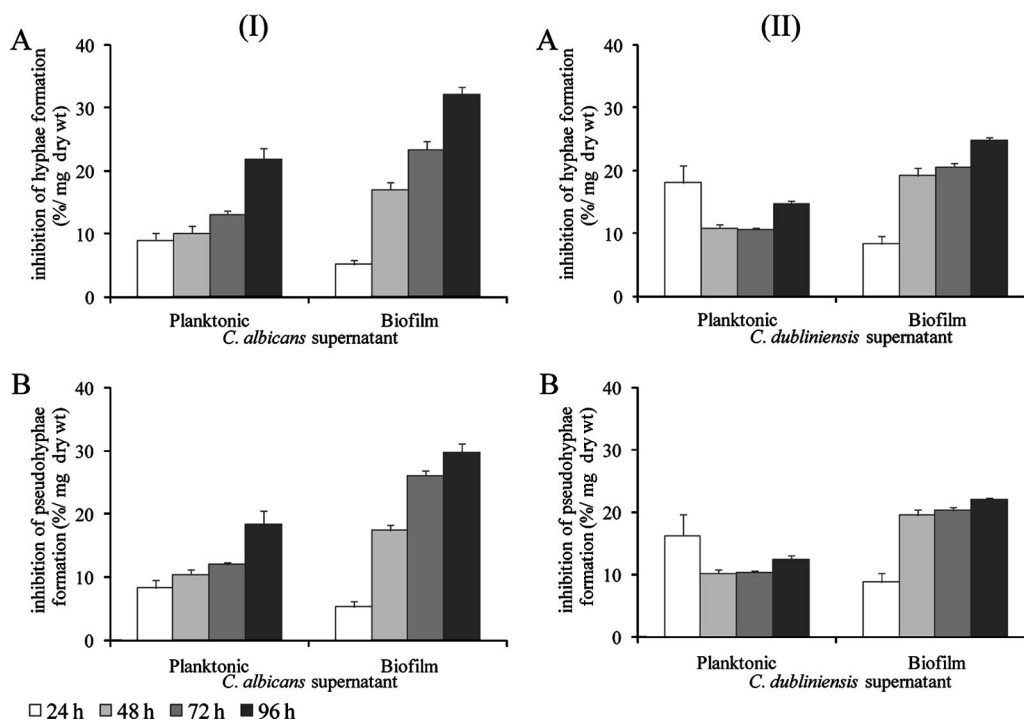 (I)
A
inhibition of hyphae formation
(%/ mg dry wt)
40
30
20
10
0
Planktonic Biofilm
C. albicans supernatant
B
inhibition of pseudohyphae
formation (%/ mg dry wt)
40
30
20
10
0
Planktonic Biofilm
C. albicans supernatant
24 h 48 h 72 h 96 h
(II)
A
inhibition of hyphae formation
(%/ mg dry wt)
40
30
20
10
0
Planktonic Biofilm
C. dubliniensis supernatant
B
inhibition of pseudohyphae
formation (%/ mg dry wt)
40
30
20
10
0
Planktonic Biofilm
C. dubliniensis supernatant